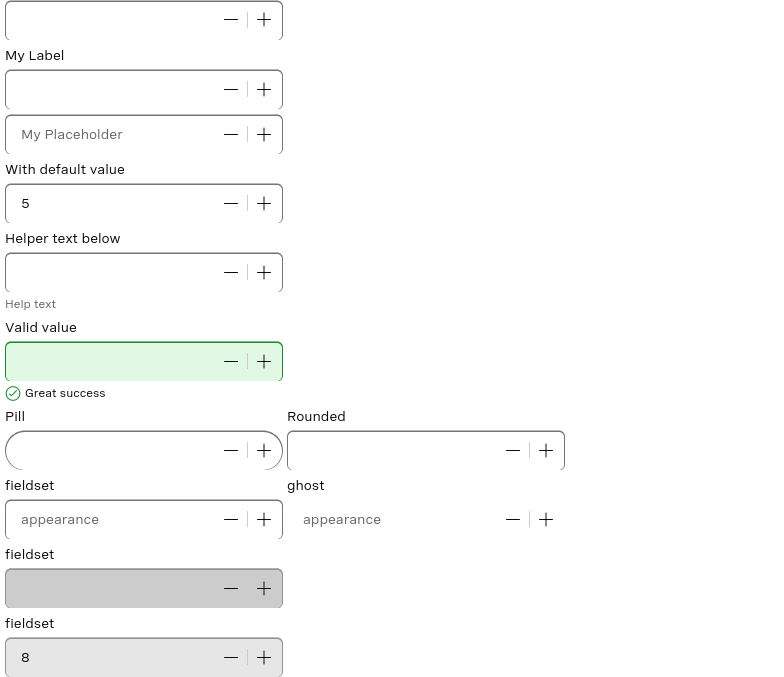 My Label
My Placeholder
With default value
5
Helper text below
Help text
Valid value
Great success
Pill Rounded
fieldset ghost
appearance appearance
fieldset
fieldset
8